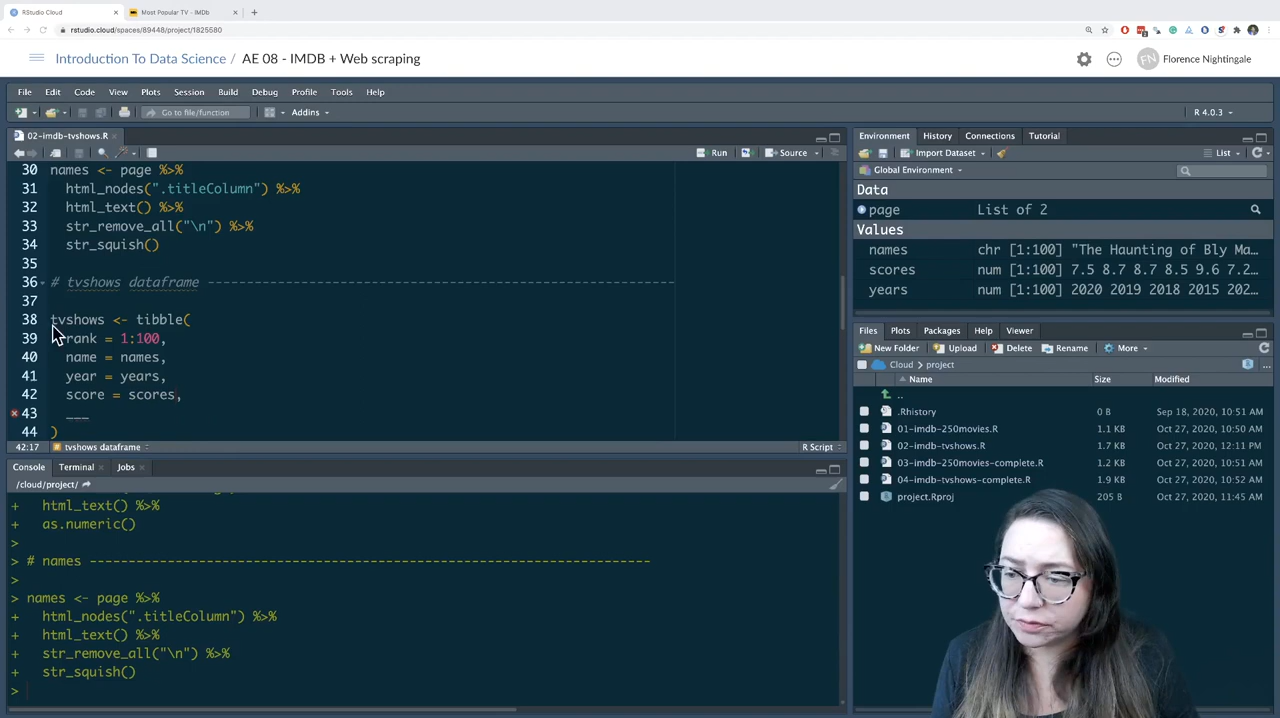 RStudio Cloud
Most Popular TV - IMDb
rstudio.cloud/spaces/89448/project/1825580
Introduction To Data Science / AE 08 - IMDB + Web scraping
FN Florence Nightingale
File Edit Code View Plots Session Build Debug Profile Tools Help
Go to file/function Addins R 4.0.3
02-imdb-tvshows.R
Run Source
30 names <- page %>%
31 html_nodes(".titleColumn") %>%
32 html_text() %>%
33 str_remove_all("\n") %>%
34 str_squish()
35
36 # tvshows dataframe --------------------------------------------------------------
37
38 tvshows <- tibble(
39 rank = 1:100,
40 name = names,
41 year = years,
42 score = scores,
43 ___
44 )
42:17 tvshows dataframe R Script
Console Terminal Jobs
/cloud/project/
+ html_text() %>%
+ as.numeric()
>
> # names ----------------------------------------------------------------------
>
> names <- page %>%
+ html_nodes(".titleColumn") %>%
+ html_text() %>%
+ str_remove_all("\n") %>%
+ str_squish()
>
Environment History Connections Tutorial
Import Dataset List
Global Environment
Data
page List of 2
Values
names chr [1:100] "The Haunting of Bly Ma…
scores num [1:100] 7.5 8.7 8.7 8.5 9.6 7.2…
years num [1:100] 2020 2019 2018 2015 202…
Files Plots Packages Help Viewer
New Folder Upload Delete Rename More
Cloud project
Name Size Modified
..
.Rhistory 0 B Sep 18, 2020, 10:51 AM
01-imdb-250movies.R 1.1 KB Oct 27, 2020, 10:50 AM
02-imdb-tvshows.R 1.7 KB Oct 27, 2020, 12:11 PM
03-imdb-250movies-complete.R 1.2 KB Oct 27, 2020, 10:51 AM
04-imdb-tvshows-complete.R 1.9 KB Oct 27, 2020, 10:52 AM
project.Rproj 205 B Oct 27, 2020, 11:45 AM